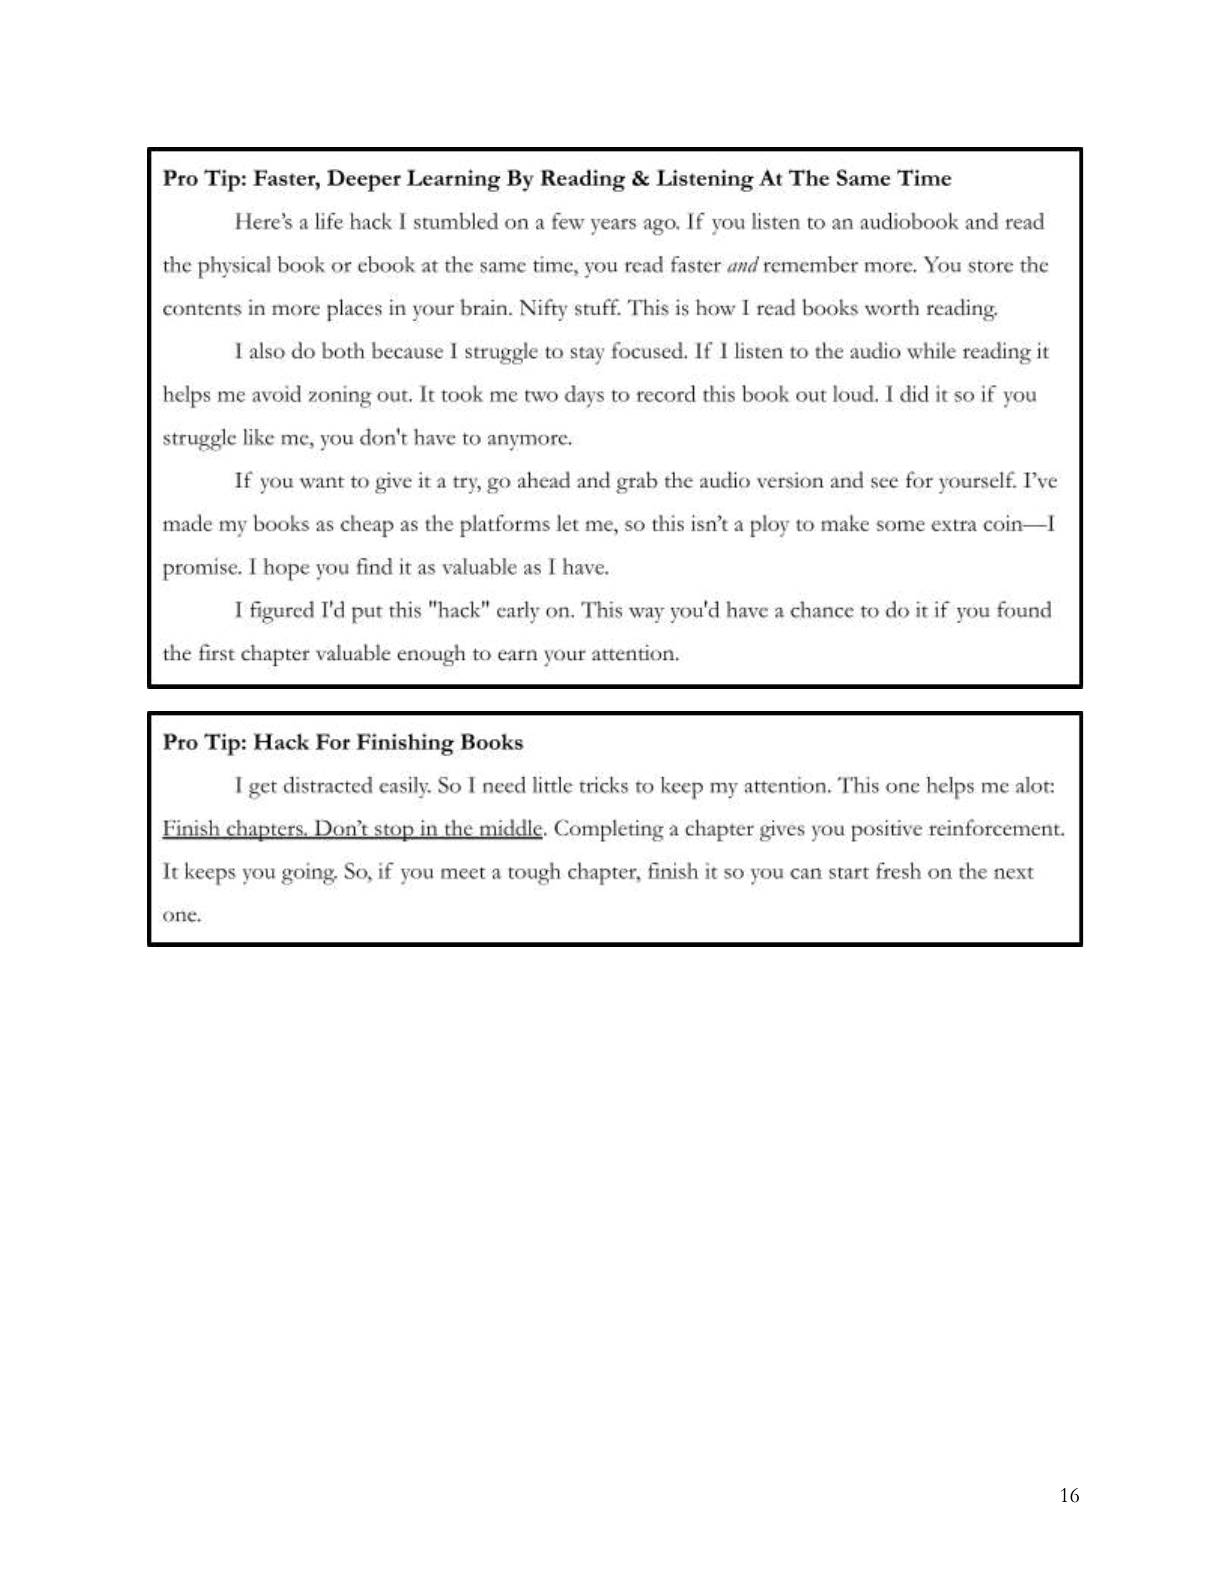 Pro Tip: Faster, Deeper Learning By Reading & Listening At The Same Time
Here’s a life hack I stumbled on a few years ago. If you listen to an audiobook and read
the physical book or ebook at the same time, you read faster and remember more. You store the
contents in more places in your brain. Nifty stuff. This is how I read books worth reading.
I also do both because I struggle to stay focused. If I listen to the audio while reading it
helps me avoid zoning out. It took me two days to record this book out loud. I did it so if you
struggle like me, you don't have to anymore.
If you want to give it a try, go ahead and grab the audio version and see for yourself. I’ve
made my books as cheap as the platforms let me, so this isn’t a ploy to make some extra coin—I
promise. I hope you find it as valuable as I have.
I figured I'd put this "hack" early on. This way you'd have a chance to do it if you found
the first chapter valuable enough to earn your attention.
Pro Tip: Hack For Finishing Books
I get distracted easily. So I need little tricks to keep my attention. This one helps me alot:
Finish chapters. Don’t stop in the middle. Completing a chapter gives you positive reinforcement.
It keeps you going. So, if you meet a tough chapter, finish it so you can start fresh on the next
one.
16